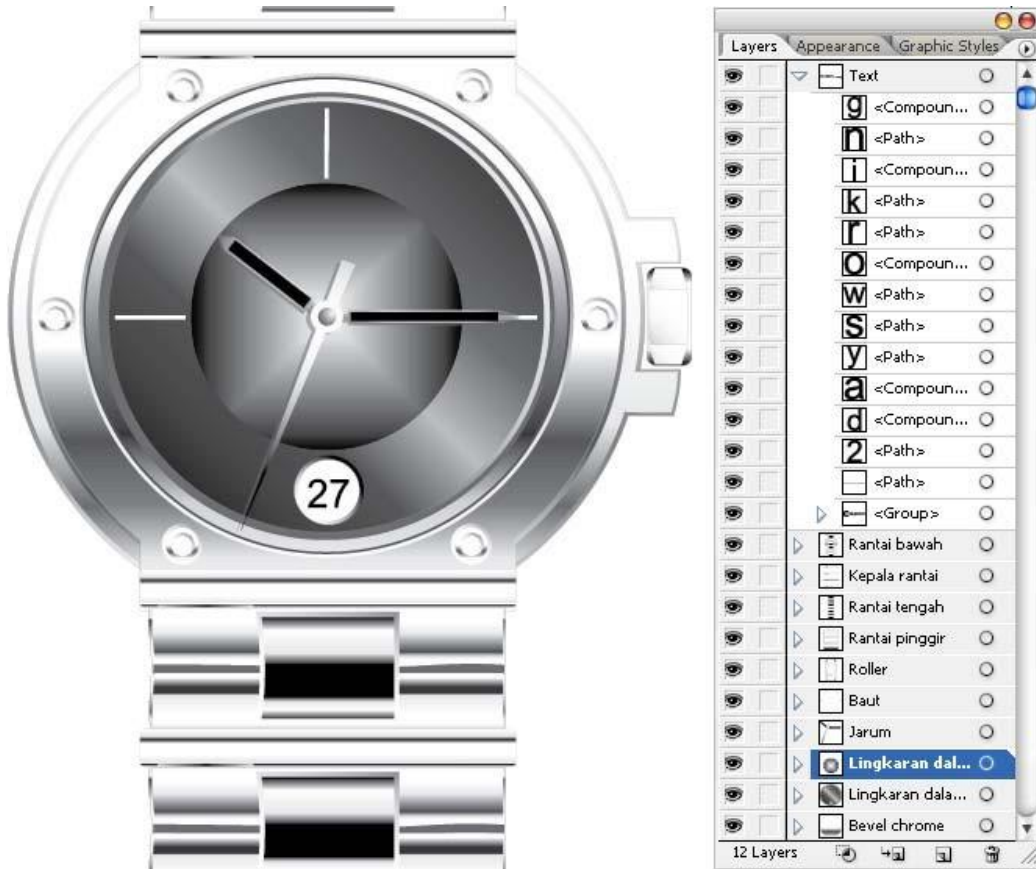 27
Layers Appearance Graphic Styles
Text
g <Compoun...
n <Path>
i <Compoun...
k <Path>
r <Path>
o <Compoun...
w <Path>
s <Path>
y <Path>
a <Compoun...
d <Compoun...
2 <Path>
<Path>
<Group>
Rantai bawah
Kepala rantai
Rantai tengah
Rantai pinggir
Roller
Baut
Jarum
Lingkaran dal...
Lingkaran dala...
Bevel chrome
12 Layers